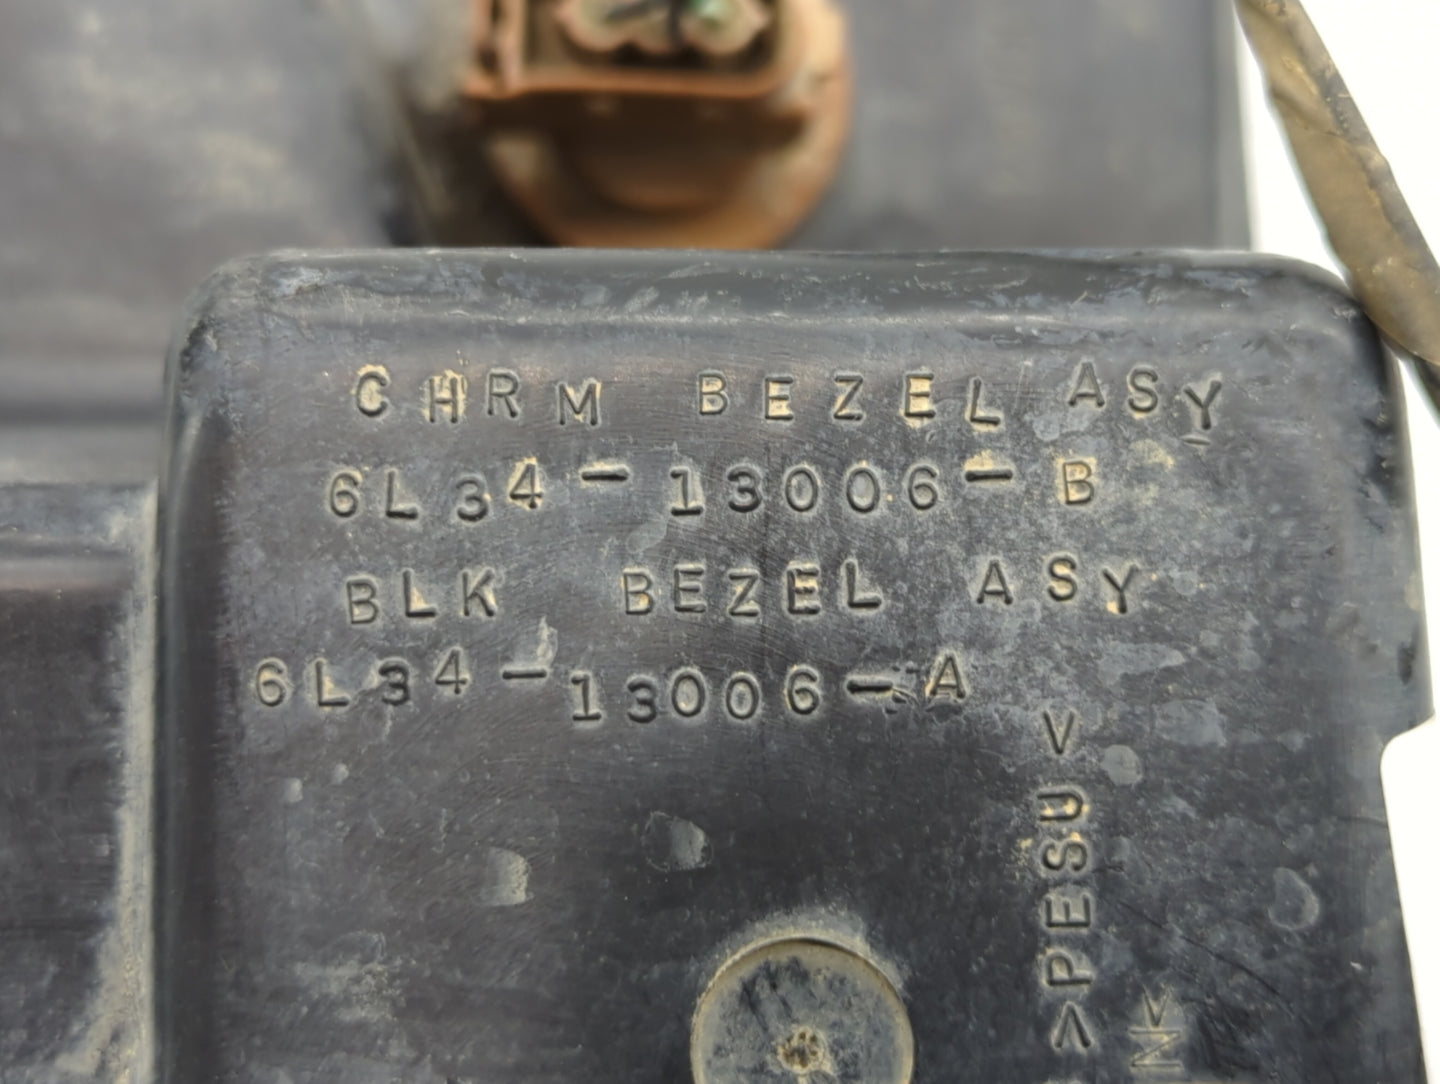 CHRM BEZEL ASY
6L34-13006-B
BLK BEZEL ASY
6L34-13006-A
>PESU V
N<